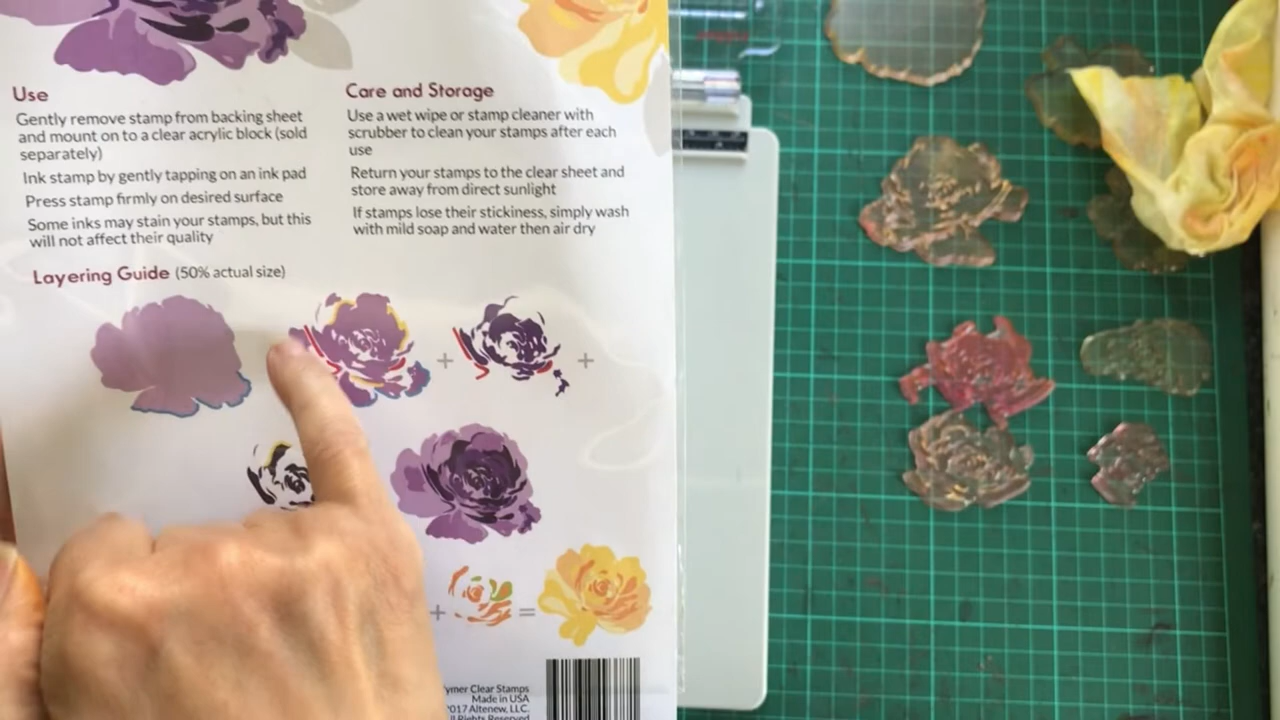 Use
Gently remove stamp from backing sheet
and mount on to a clear acrylic block (sold
separately)
Ink stamp by gently tapping on an ink pad
Press stamp firmly on desired surface
Some inks may stain your stamps, but this
will not affect their quality
Care and Storage
Use a wet wipe or stamp cleaner with
scrubber to clean your stamps after each
use
Return your stamps to the clear sheet and
store away from direct sunlight
If stamps lose their stickiness, simply wash
with mild soap and water then air dry
Layering Guide (50% actual size)
+ +
+ =
ymer Clear Stamps
Made in USA
017 Altenew, LLC.
ll Rights Reserved